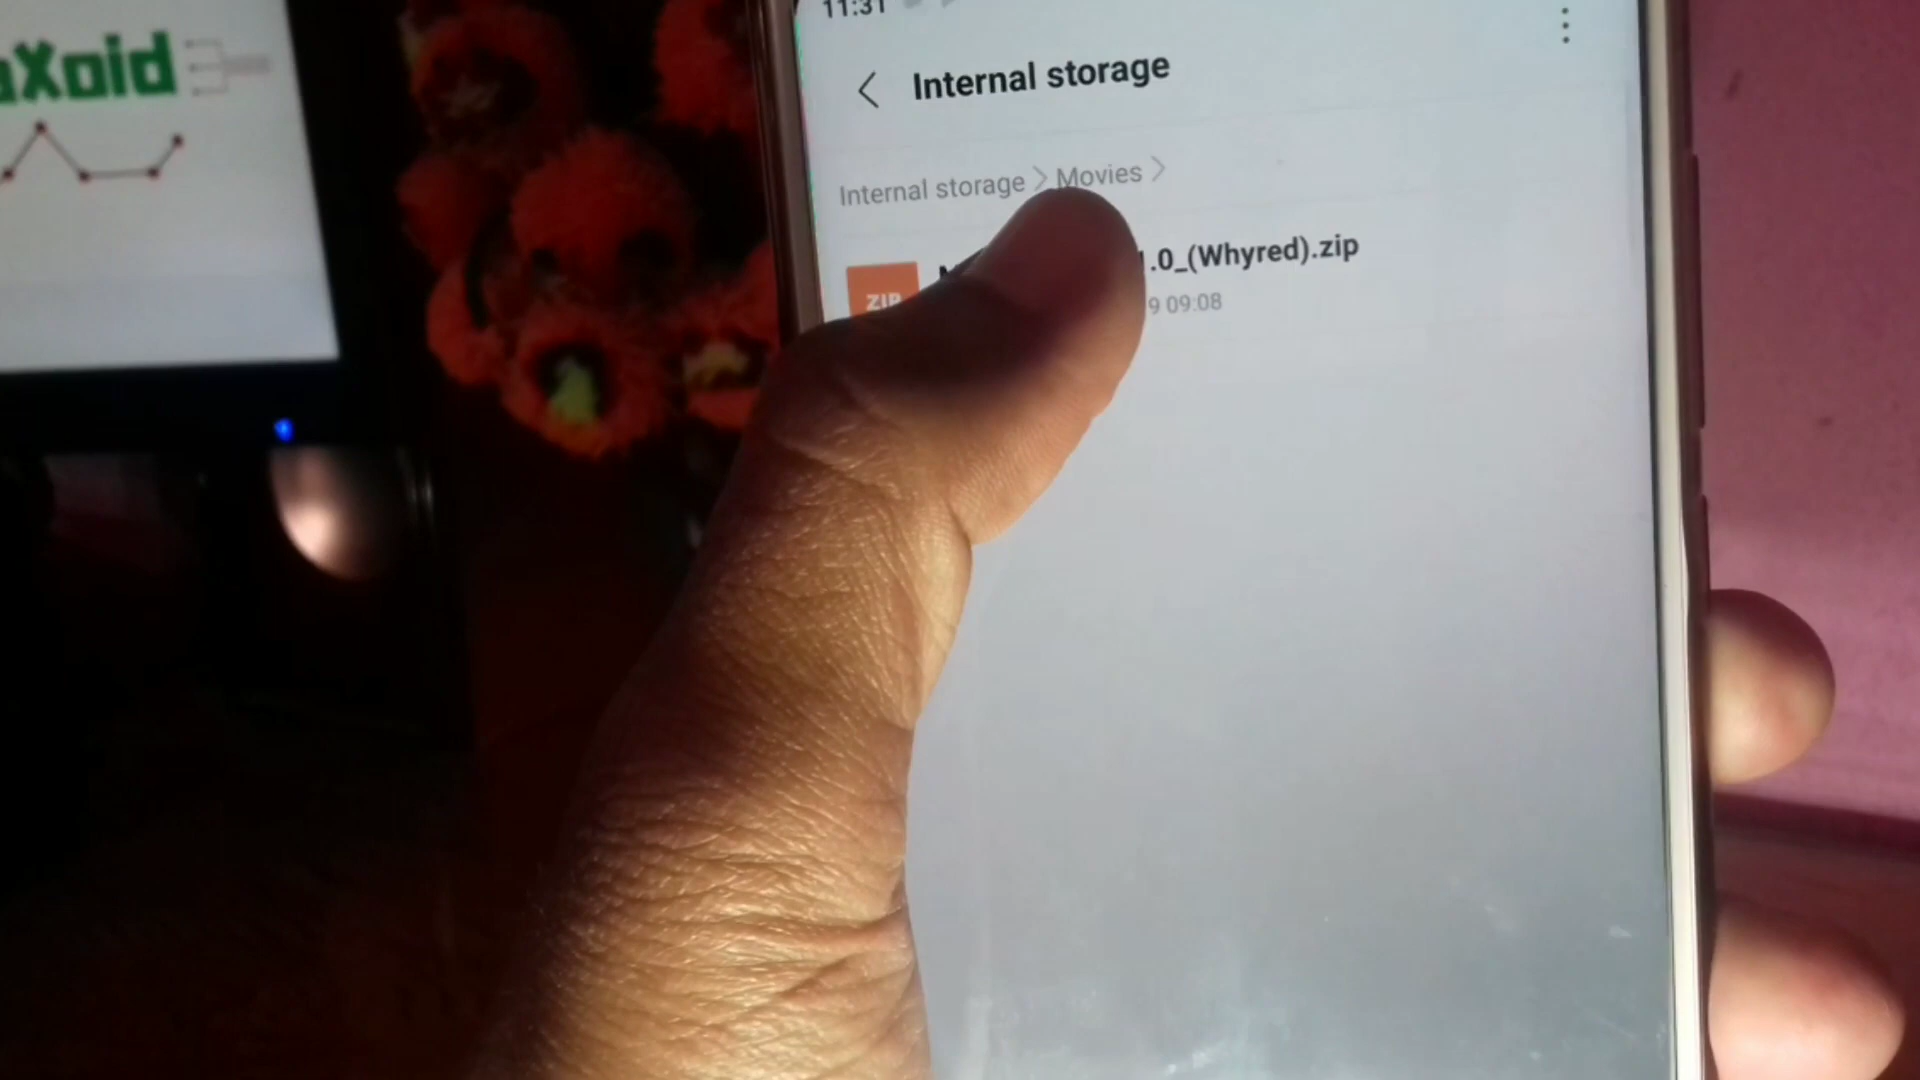 aXoid
11:31
Internal storage
Internal storage > Movies >
.0_(Whyred).zip
ZIP
9 09:08